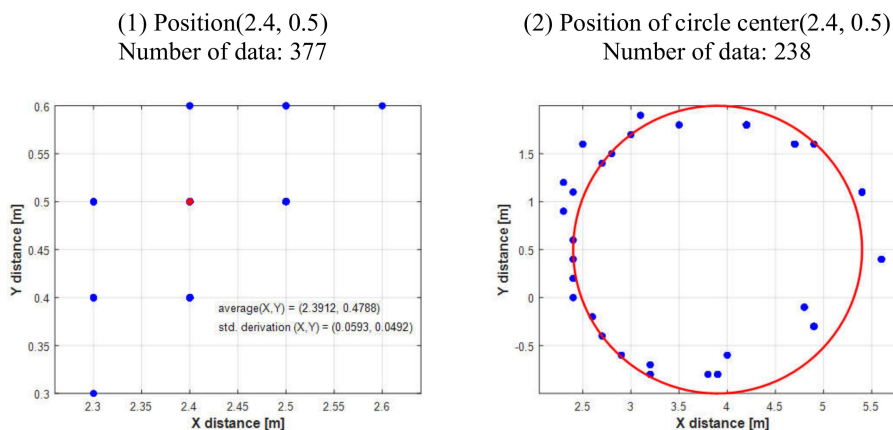 (1) Position(2.4, 0.5)
Number of data: 377
(2) Position of circle center(2.4, 0.5)
Number of data: 238
0.6
0.55
0.5
0.45
0.4
0.35
0.3
Y distance [m]
average(X,Y) = (2.3912, 0.4788)
std. derivation (X,Y) = (0.0593, 0.0492)
2.3 2.35 2.4 2.45 2.5 2.55 2.6
X distance [m]
1.5
1
0.5
0
-0.5
Y distance [m]
2.5 3 3.5 4 4.5 5 5.5
X distance [m]